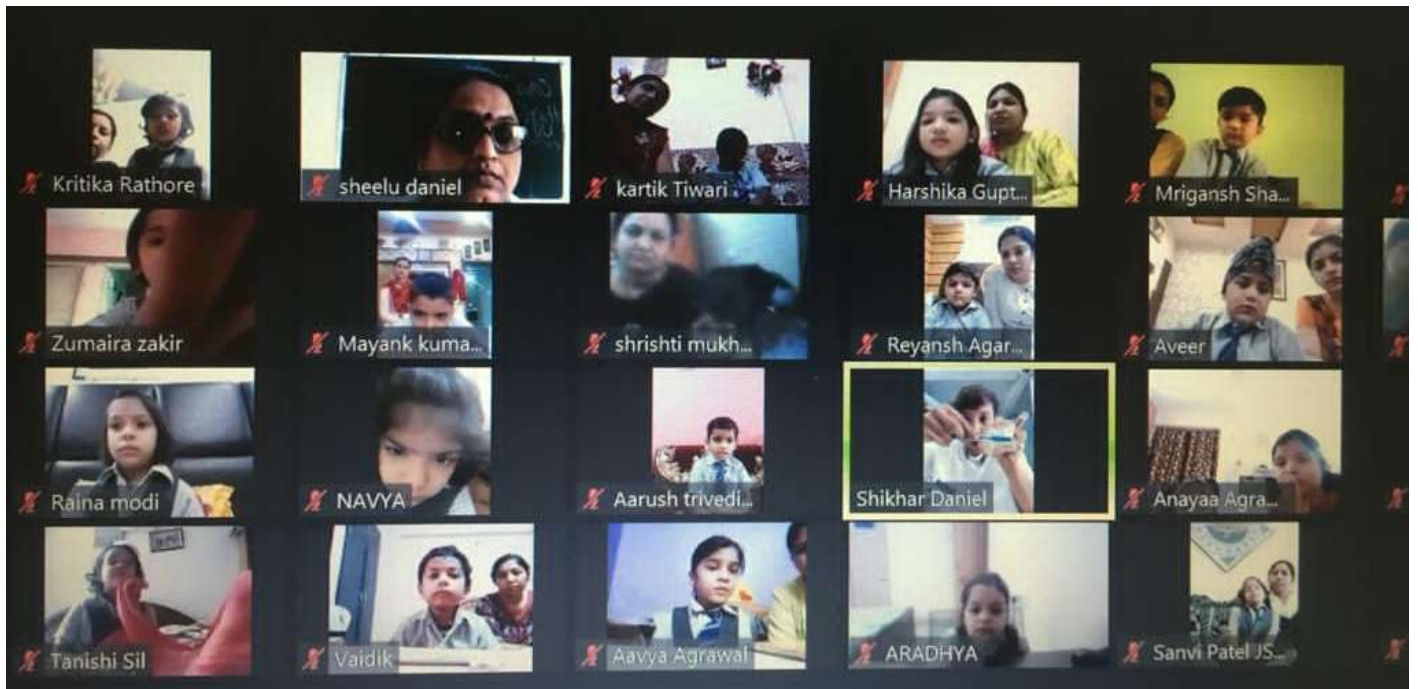 Kritika Rathore
sheelu daniel
kartik Tiwari
Harshika Gupt...
Mrigansh Sha...
Zumaira zakir
Mayank kuma...
shrishti mukh...
Reyansh Agar...
Aveer
Raina modi
NAVYA
Aarush trivedi...
Shikhar Daniel
Anayaa Agra...
Tanishi Sil
Vaidik
Aavya Agrawal
ARADHYA
Sanvi Patel JS...